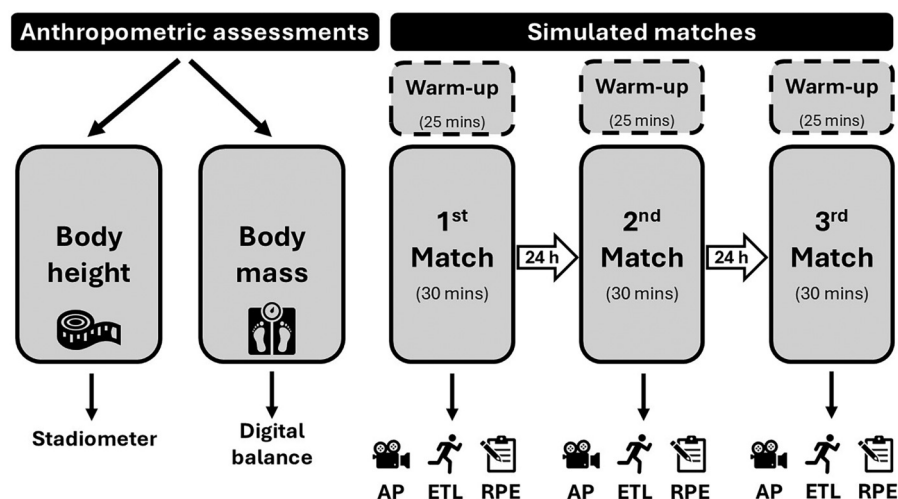 Anthropometric assessments
Simulated matches
Warm-up
(25 mins)
Warm-up
(25 mins)
Warm-up
(25 mins)
Body
height
Body
mass
1st
Match
(30 mins)
24 h
2nd
Match
(30 mins)
24 h
3rd
Match
(30 mins)
Stadiometer
Digital
balance
AP ETL RPE
AP ETL RPE
AP ETL RPE